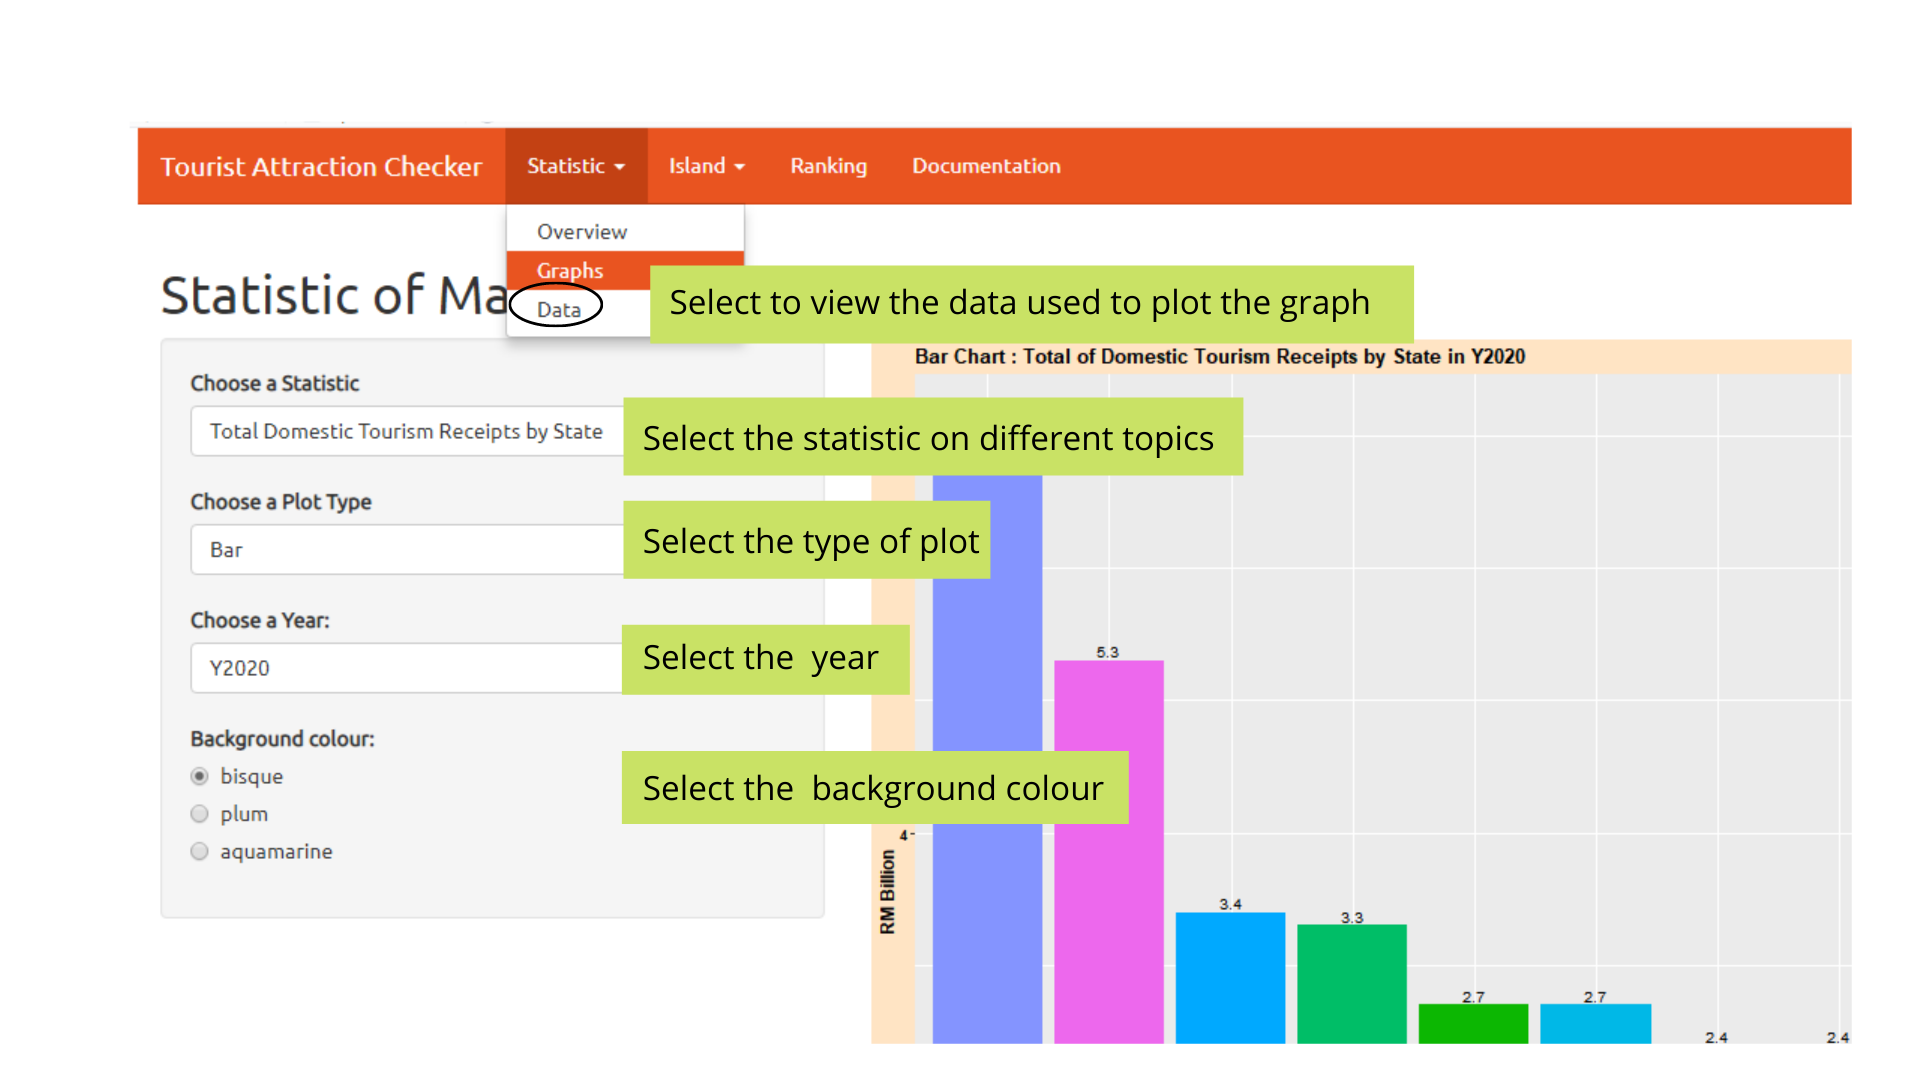 Tourist Attraction Checker Statistic Island Ranking Documentation
Overview
Graphs
Data
Select to view the data used to plot the graph
Statistic of Ma
Choose a Statistic
Total Domestic Tourism Receipts by State
Select the statistic on different topics
Choose a Plot Type
Bar
Select the type of plot
Choose a Year:
Y2020
Select the  year
Background colour:
bisque
plum
aquamarine
Select the  background colour
Bar Chart : Total of Domestic Tourism Receipts by State in Y2020
RM Billion
4
5.3
3.4
3.3
2.7
2.7
2.4
2.4